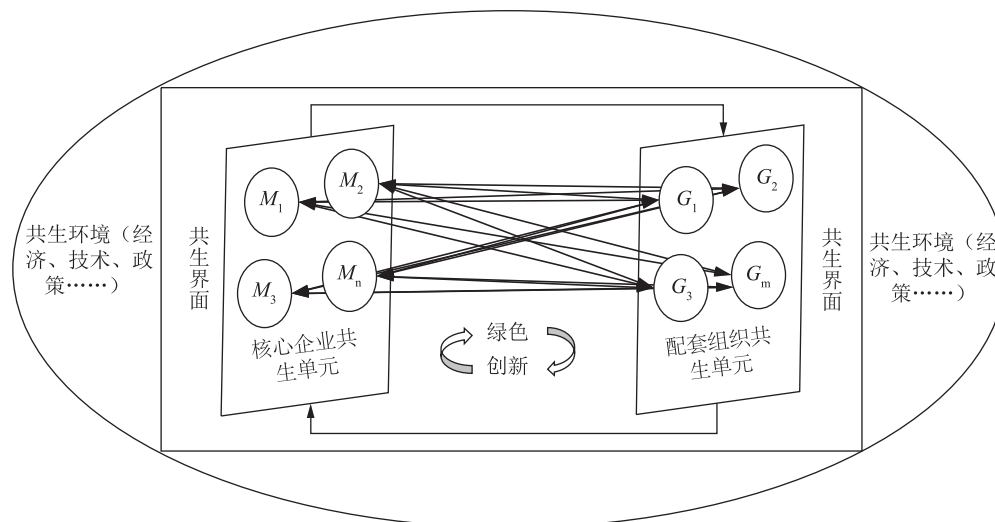 共生环境（经
济、技术、政
策……）
共生界面
M1
M2
M3
Mn
核心企业共
生单元
绿色
创新
G1
G2
G3
Gm
配套组织共
生单元
共生界面
共生环境（经
济、技术、政
策……）